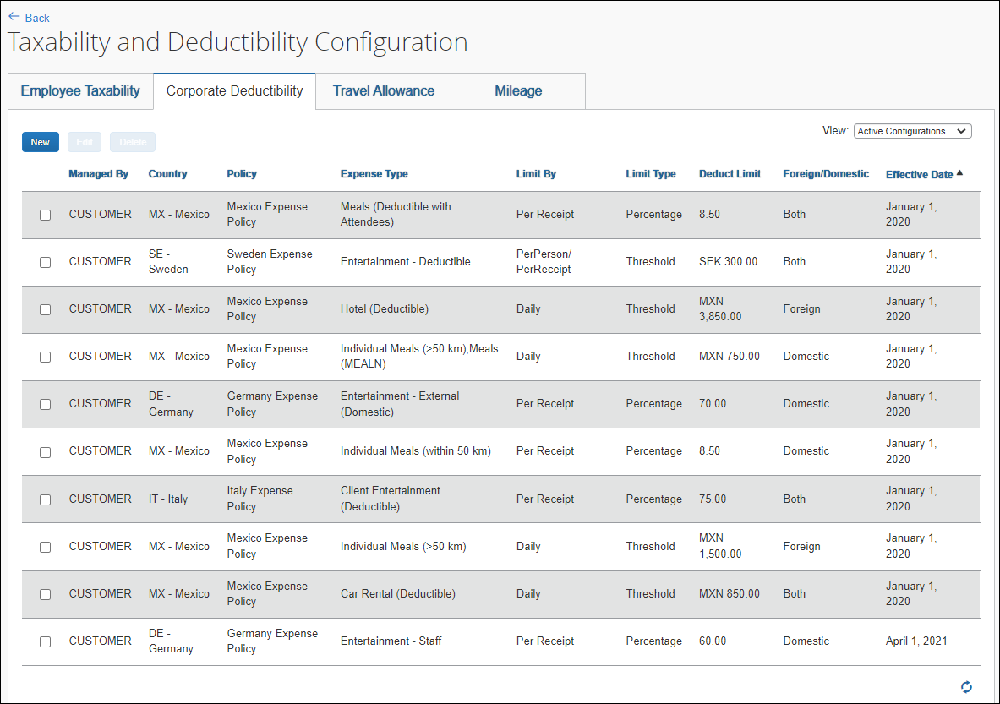 Back
Taxability and Deductibility Configuration
Employee Taxability Corporate Deductibility Travel Allowance Mileage
View: Active Configurations
New Edit Delete
Managed By Country Policy Expense Type Limit By Limit Type Deduct Limit Foreign/Domestic Effective Date
CUSTOMER MX - Mexico Mexico Expense Policy Meals (Deductible with Attendees) Per Receipt Percentage 8.50 Both January 1, 2020
CUSTOMER SE - Sweden Sweden Expense Policy Entertainment - Deductible PerPerson/ PerReceipt Threshold SEK 300.00 Both January 1, 2020
CUSTOMER MX - Mexico Mexico Expense Policy Hotel (Deductible) Daily Threshold MXN 3,850.00 Foreign January 1, 2020
CUSTOMER MX - Mexico Mexico Expense Policy Individual Meals (>50 km),Meals (MEALN) Daily Threshold MXN 750.00 Domestic January 1, 2020
CUSTOMER DE - Germany Germany Expense Policy Entertainment - External (Domestic) Per Receipt Percentage 70.00 Domestic January 1, 2020
CUSTOMER MX - Mexico Mexico Expense Policy Individual Meals (within 50 km) Per Receipt Percentage 8.50 Domestic January 1, 2020
CUSTOMER IT - Italy Italy Expense Policy Client Entertainment (Deductible) Per Receipt Percentage 75.00 Both January 1, 2020
CUSTOMER MX - Mexico Mexico Expense Policy Individual Meals (>50 km) Daily Threshold MXN 1,500.00 Foreign January 1, 2020
CUSTOMER MX - Mexico Mexico Expense Policy Car Rental (Deductible) Daily Threshold MXN 850.00 Both January 1, 2020
CUSTOMER DE - Germany Germany Expense Policy Entertainment - Staff Per Receipt Percentage 60.00 Domestic April 1, 2021